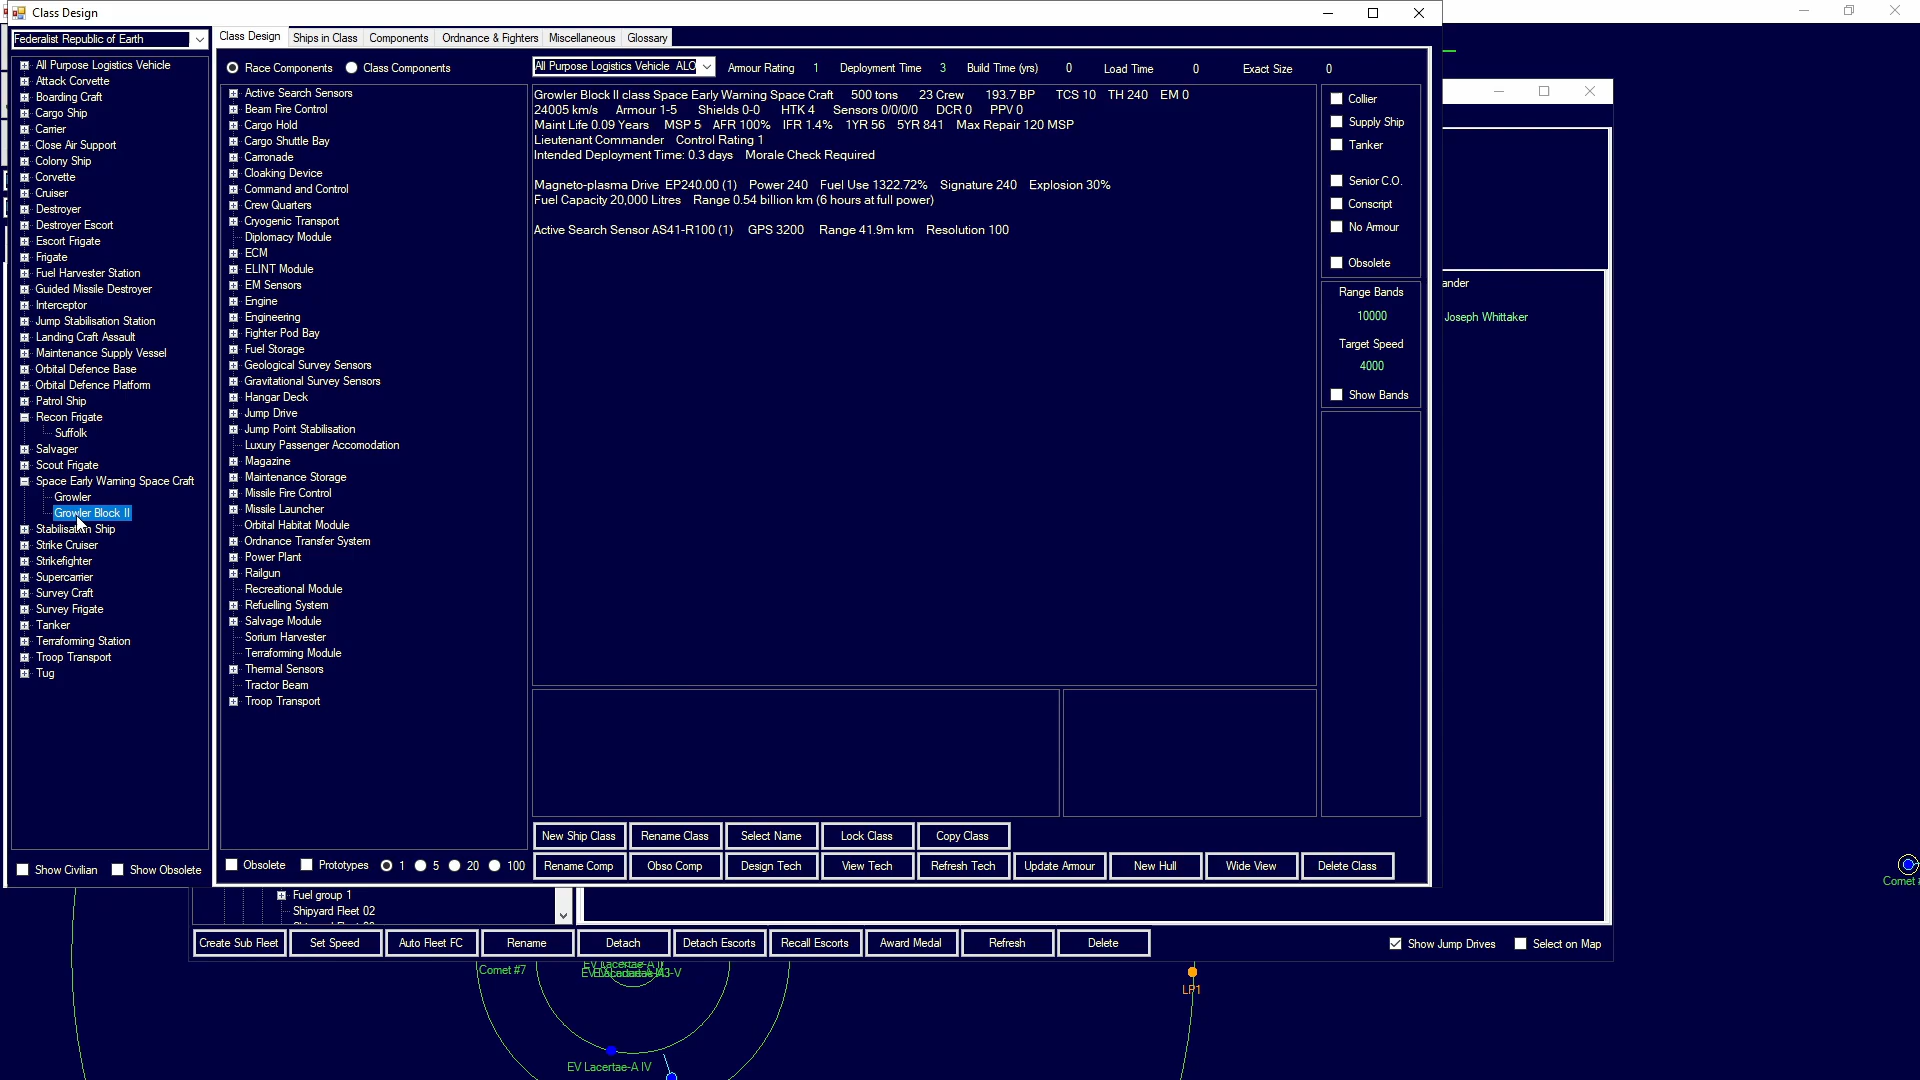 Class Design
Federalist Republic of Earth
All Purpose Logistics Vehicle
Attack Corvette
Boarding Craft
Cargo Ship
Carrier
Close Air Support
Colony Ship
Corvette
Cruiser
Destroyer
Destroyer Escort
Escort Frigate
Frigate
Fuel Harvester Station
Guided Missile Destroyer
Interceptor
Jump Stabilisation Station
Landing Craft Assault
Maintenance Supply Vessel
Orbital Defence Base
Orbital Defence Platform
Patrol Ship
Recon Frigate
Suffolk
Salvager
Scout Frigate
Space Early Warning Space Craft
Growler
Growler Block II
Stabilisation Ship
Strike Cruiser
Strikefighter
Supercarrier
Survey Craft
Survey Frigate
Tanker
Terraforming Station
Troop Transport
Tug
Show Civilian Show Obsolete
Class Design Ships in Class Components Ordnance & Fighters Miscellaneous Glossary
Race Components Class Components
Active Search Sensors
Beam Fire Control
Cargo Hold
Cargo Shuttle Bay
Carronade
Cloaking Device
Command and Control
Crew Quarters
Cryogenic Transport
Diplomacy Module
ECM
ELINT Module
EM Sensors
Engine
Engineering
Fighter Pod Bay
Fuel Storage
Geological Survey Sensors
Gravitational Survey Sensors
Hangar Deck
Jump Drive
Jump Point Stabilisation
Luxury Passenger Accomodation
Magazine
Maintenance Storage
Missile Fire Control
Missile Launcher
Orbital Habitat Module
Ordnance Transfer System
Power Plant
Railgun
Recreational Module
Refuelling System
Salvage Module
Sorium Harvester
Terraforming Module
Thermal Sensors
Tractor Beam
Troop Transport
Obsolete Prototypes 1 5 20 100
All Purpose Logistics Vehicle ALO Armour Rating 1 Deployment Time 3 Build Time (yrs) 0 Load Time 0 Exact Size 0
Growler Block II class Space Early Warning Space Craft 500 tons 23 Crew 193.7 BP TCS 10 TH 240 EM 0
24005 km/s Armour 1-5 Shields 0-0 HTK 4 Sensors 0/0/0/0 DCR 0 PPV 0
Maint Life 0.09 Years MSP 5 AFR 100% IFR 1.4% 1YR 56 5YR 841 Max Repair 120 MSP
Lieutenant Commander Control Rating 1
Intended Deployment Time: 0.3 days Morale Check Required
Magneto-plasma Drive EP240.00 (1) Power 240 Fuel Use 1322.72% Signature 240 Explosion 30%
Fuel Capacity 20,000 Litres Range 0.54 billion km (6 hours at full power)
Active Search Sensor AS41-R100 (1) GPS 3200 Range 41.9m km Resolution 100
Collier
Supply Ship
Tanker
Senior C.O.
Conscript
No Armour
Obsolete
Range Bands
10000
Target Speed
4000
Show Bands
New Ship Class Rename Class Select Name Lock Class Copy Class
Rename Comp Obso Comp Design Tech View Tech Refresh Tech Update Armour New Hull Wide View Delete Class
ander
Joseph Whittaker
Fuel group 1
Shipyard Fleet 02
Create Sub Fleet Set Speed Auto Fleet FC Rename Detach Detach Escorts Recall Escorts Award Medal Refresh Delete
Show Jump Drives Select on Map
Comet #7
LP1
EV Lacertae-A IV
Comet #